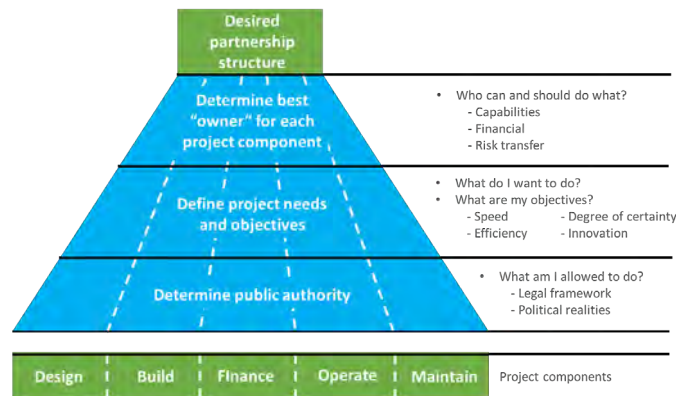 Desired
partnership
structure
Determine best
"owner" for each
project component
• Who can and should do what?
- Capabilities
- Financial
- Risk transfer
Define project needs
and objectives
• What do I want to do?
• What are my objectives?
- Speed - Degree of certainty
- Efficiency - Innovation
Determine public authority
• What am I allowed to do?
- Legal framework
- Political realities
Design Build Finance Operate Maintain Project components